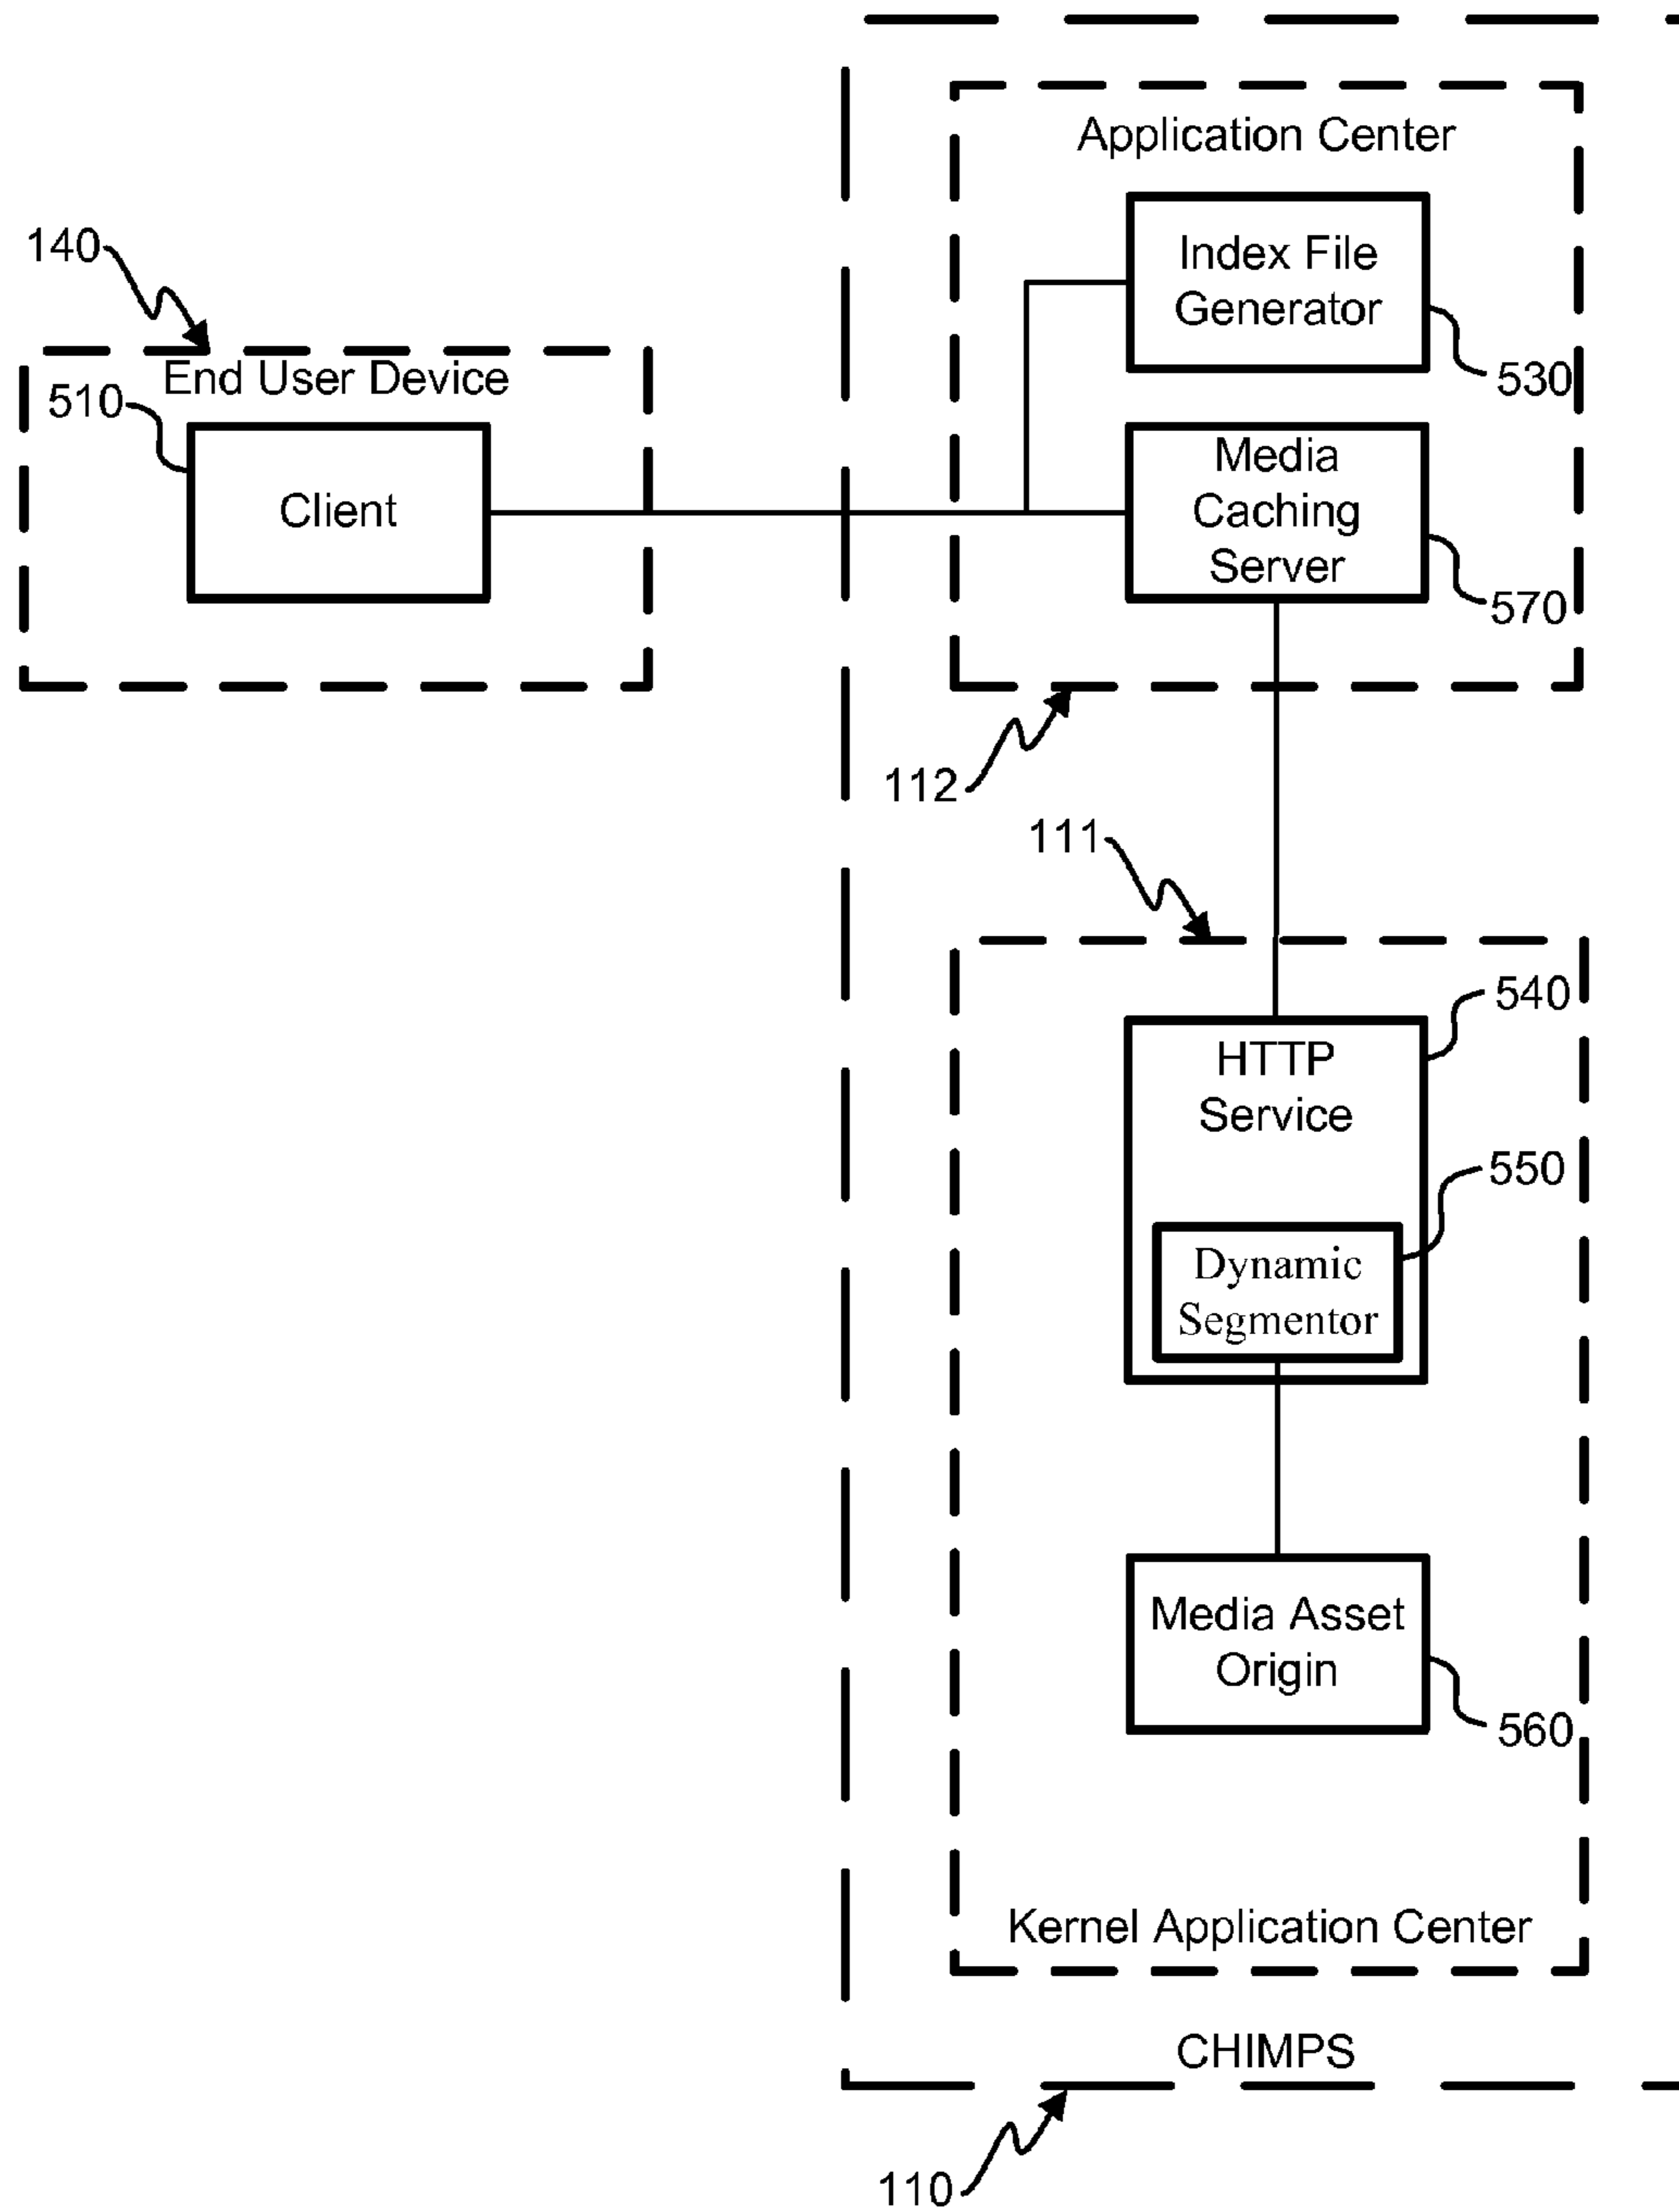 Application Center
Index File
Generator
530
140
End User Device
510
Client
Media
Caching
Server
570
112
111
540
HTTP
Service
550
Dynamic
Segmentor
Media Asset
Origin
560
Kernel Application Center
CHIMPS
110